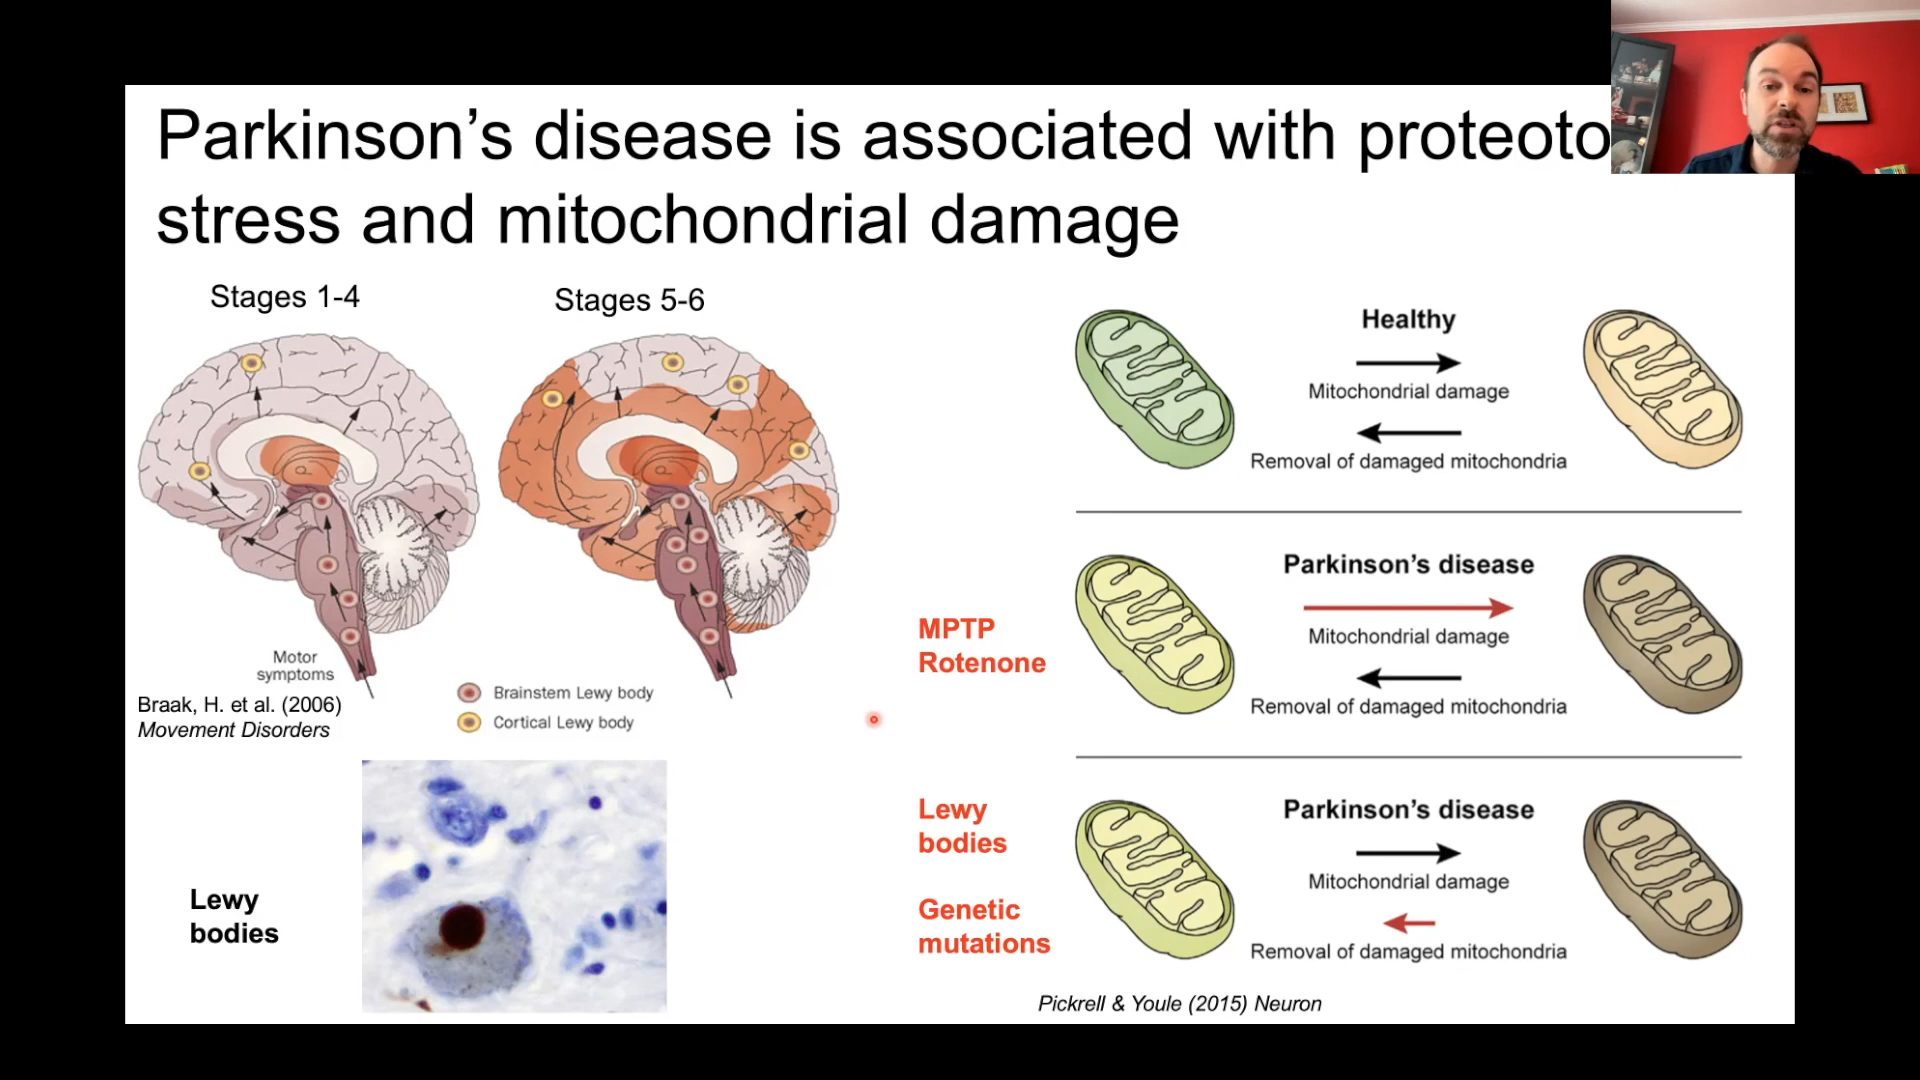 Parkinson’s disease is associated with proteoto
stress and mitochondrial damage
Stages 1-4
Stages 5-6
Motor
symptoms
Braak, H. et al. (2006)
Movement Disorders
Brainstem Lewy body
Cortical Lewy body
Lewy
bodies
Healthy
Mitochondrial damage
Removal of damaged mitochondria
MPTP
Rotenone
Parkinson’s disease
Mitochondrial damage
Removal of damaged mitochondria
Lewy
bodies
Genetic
mutations
Parkinson’s disease
Mitochondrial damage
Removal of damaged mitochondria
Pickrell & Youle (2015) Neuron